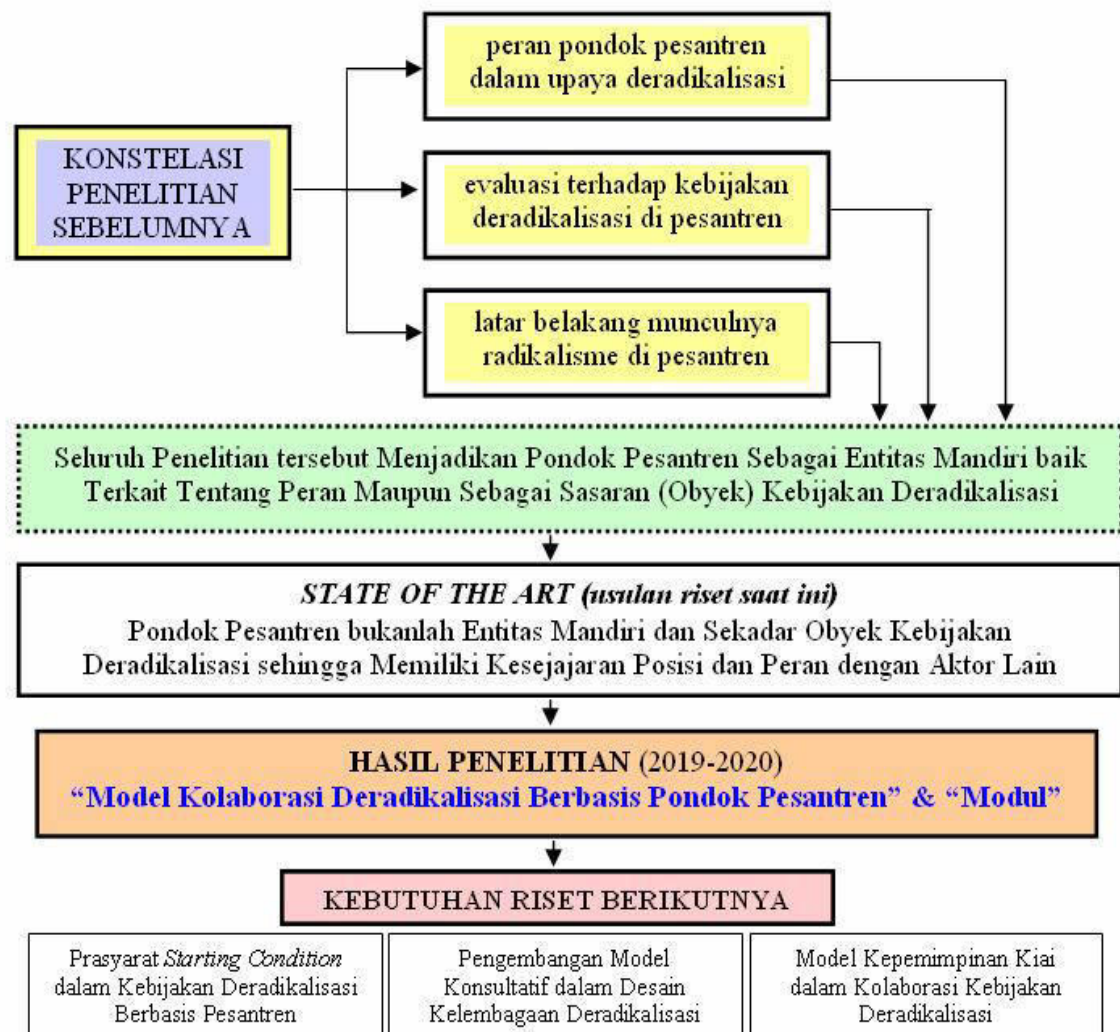 peran pondok pesantren
dalam upaya deradikalisasi
KONSTELASI
PENELITIAN
SEBELUMNYA
evaluasi terhadap kebijakan
deradikalisasi di pesantren
latar belakang munculnya
radikalisme di pesantren
Seluruh Penelitian tersebut Menjadikan Pondok Pesantren Sebagai Entitas Mandiri baik
Terkait Tentang Peran Maupun Sebagai Sasaran (Obyek) Kebijakan Deradikalisasi
STATE OF THE ART (usulan riset saat ini)
Pondok Pesantren bukanlah Entitas Mandiri dan Sekadar Obyek Kebijakan
Deradikalisasi sehingga Memiliki Kesejajaran Posisi dan Peran dengan Aktor Lain
HASIL PENELITIAN (2019-2020)
“Model Kolaborasi Deradikalisasi Berbasis Pondok Pesantren” & “Modul”
KEBUTUHAN RISET BERIKUTNYA
Prasyarat Starting Condition
dalam Kebijakan Deradikalisasi
Berbasis Pesantren
Pengembangan Model
Konsultatif dalam Desain
Kelembagaan Deradikalisasi
Model Kepemimpinan Kiai
dalam Kolaborasi Kebijakan
Deradikalisasi